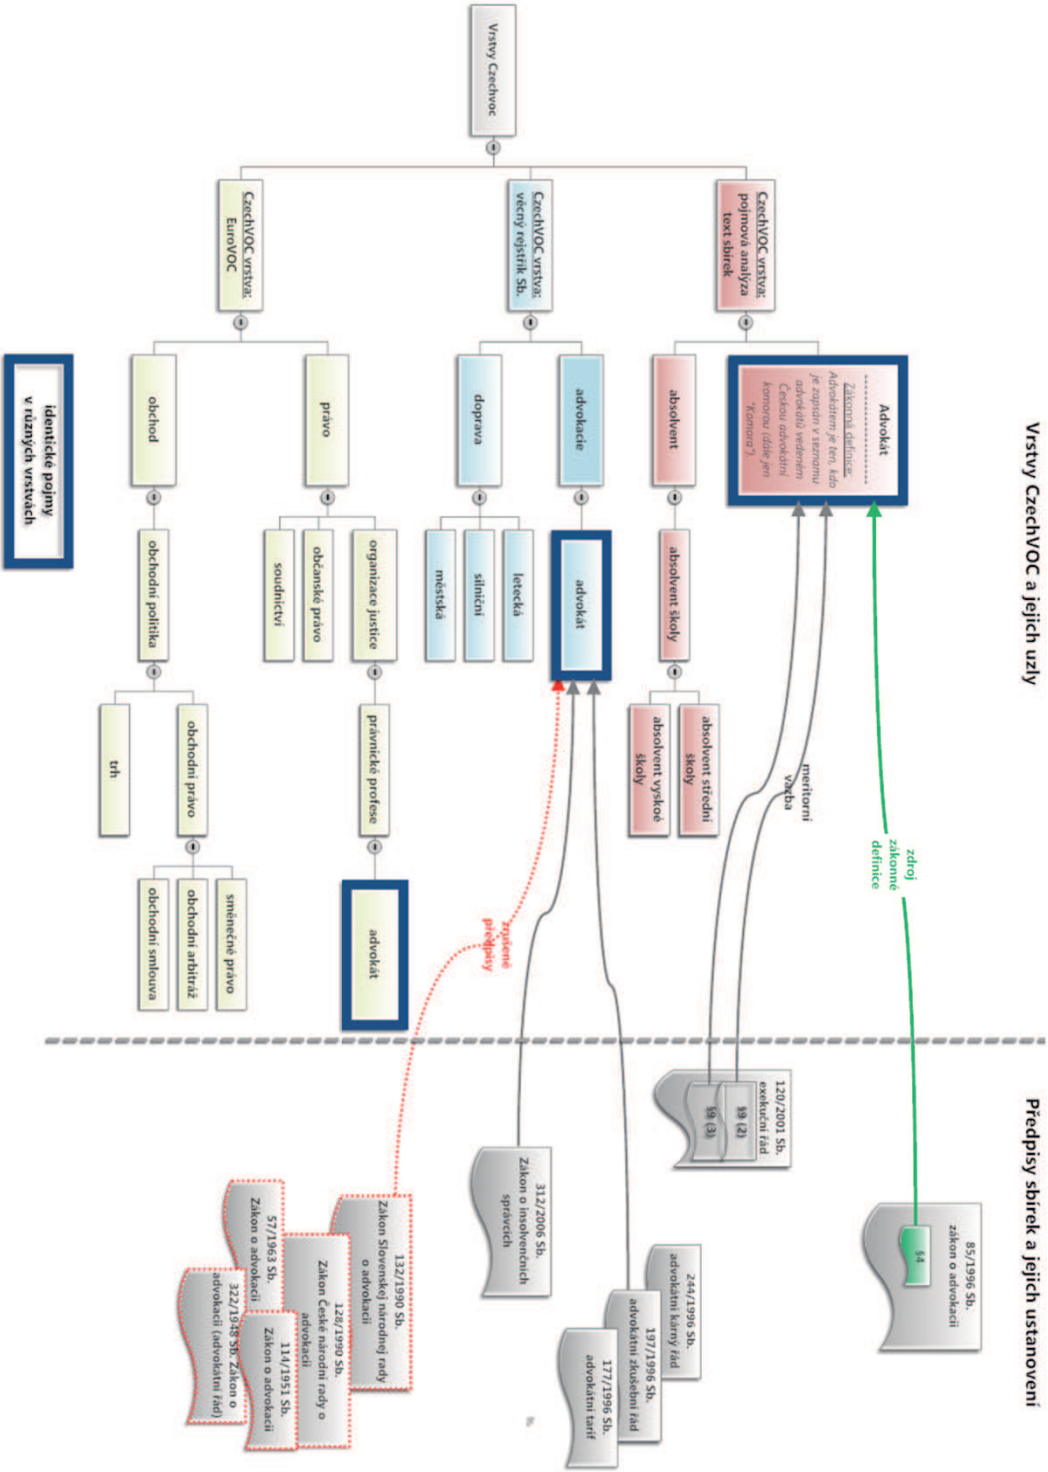 Vrstvy CzechVOC a jejich uzly
Předpisy sbírek a jejich ustanovení
Vrstvy Czechvoc
CzechVOC vrstva:
pojmová analýza
text sbírek
Advokát
Zákonná definice:
Advokátem je ten, kdo
je zapsán v seznamu
advokátů vedeném
Českou advokátní
komorou (dále jen
"Komora").
absolvent
absolvent školy
absolvent střední
školy
absolvent vyskoé
školy
CzechVOC vrstva:
věcný rejstřík Sb.
advokacie
advokát
doprava
letecká
silniční
městská
CzechVOC vrstva:
EuroVOC
právo
organizace justice
občanské právo
soudnictví
právnické profese
advokát
obchod
obchodní politika
obchodní právo
trh
směnečné právo
obchodní arbitráž
obchodní smlouva
identické pojmy
v různých vrstvách
zdroj
zákonné
definice
meritorní
vazba
zrušené
předpisy
85/1996 Sb.
zákon o advokacii
§4
120/2001 Sb.
exekuční řád
§9 (2)
§9 (3)
244/1996 Sb.
advokátní kárný řád
197/1996 Sb.
advokátní zkušební řád
177/1996 Sb.
advokátní tarif
312/2006 Sb.
Zákon o insolvenčních
správcích
132/1990 Sb.
Zákon Slovenskej národnej rady
o advokacii
128/1990 Sb.
Zákon České národní rady o
advokacii
57/1963 Sb.
Zákon o advokacii
114/1951 Sb.
Zákon o advokacii
322/1948 Sb. Zákon o
advokacii (advokátní řád)